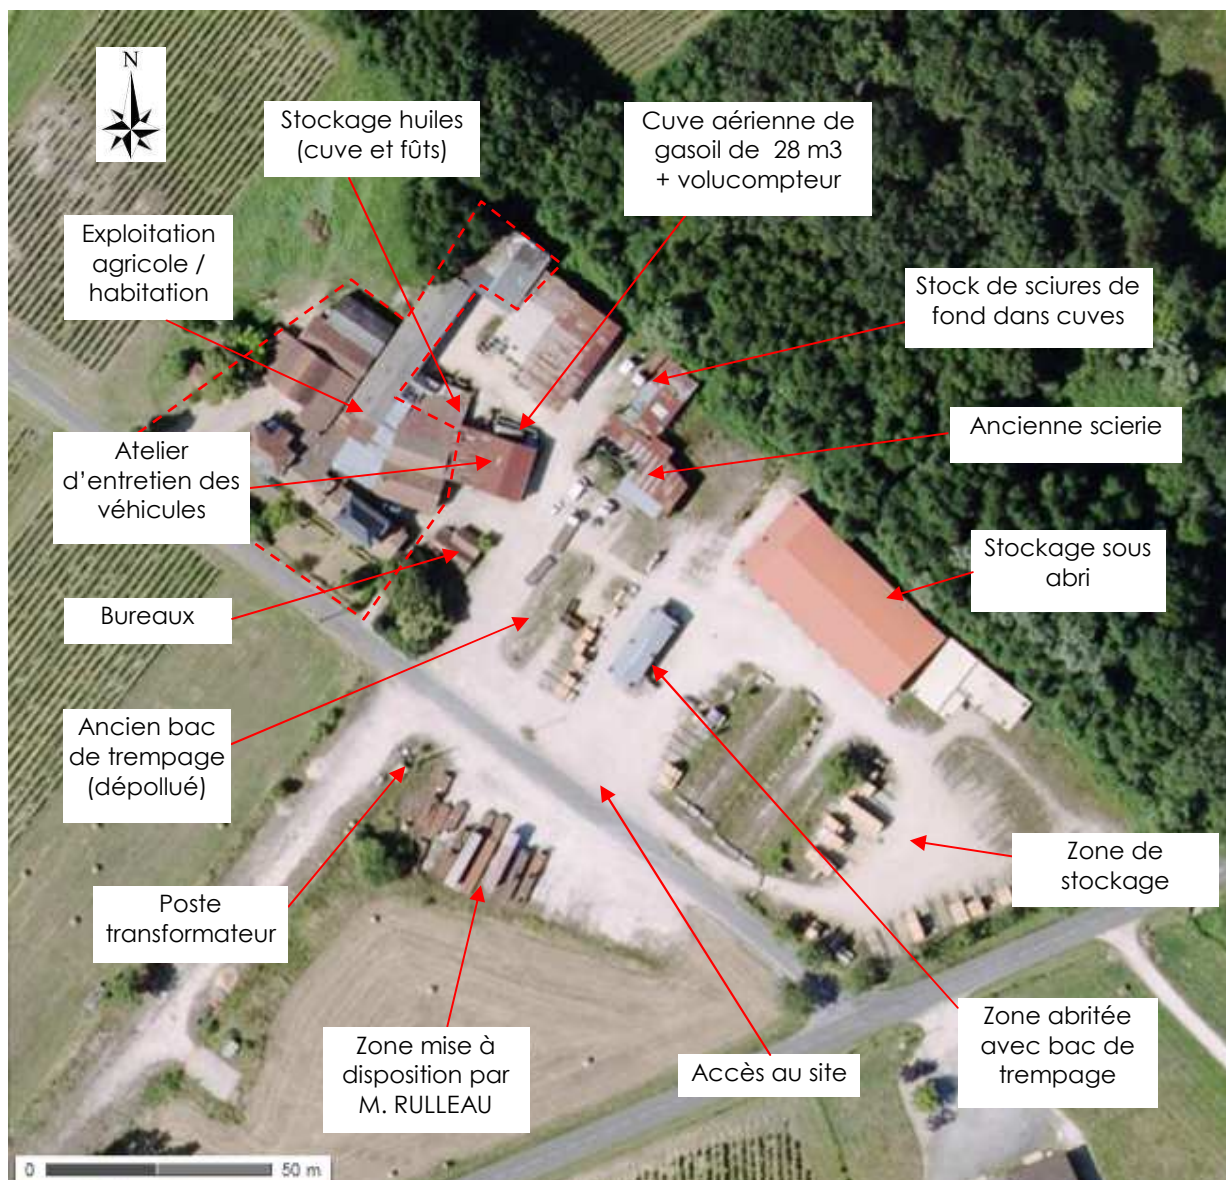 N
Stockage huiles
(cuve et fûts)
Cuve aérienne de
gasoil de 28 m3
+ volucompteur
Exploitation
agricole /
habitation
Stock de sciures de
fond dans cuves
Ancienne scierie
Atelier
d'entretien des
véhicules
Stockage sous
abri
Bureaux
Ancien bac
de trempage
(dépollué)
Zone de
stockage
Poste
transformateur
Zone mise à
disposition par
M. RULLEAU
Accès au site
Zone abritée
avec bac de
trempage
0 50 m